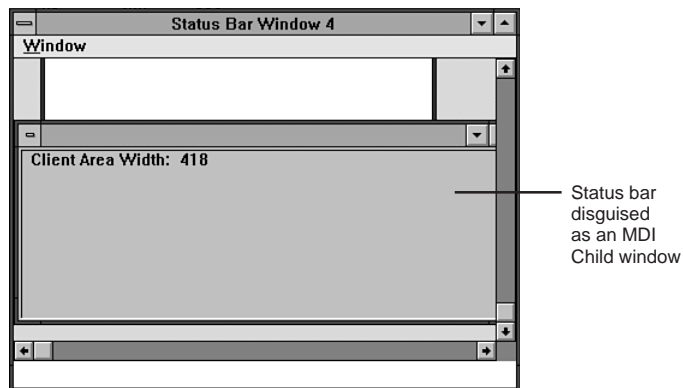 Status Bar Window 4
Window
Client Area Width: 418
Status bar
disguised
as an MDI
Child window